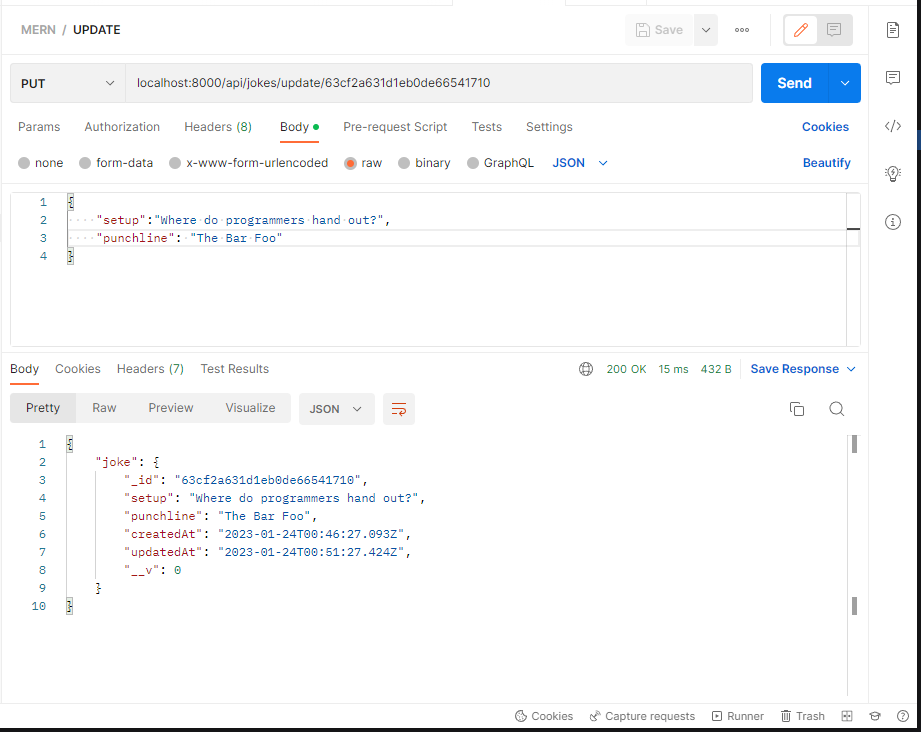 MERN / UPDATE
Save
PUT
localhost:8000/api/jokes/update/63cf2a631d1eb0de66541710
Send
Params Authorization Headers (8) Body Pre-request Script Tests Settings Cookies
none form-data x-www-form-urlencoded raw binary GraphQL JSON Beautify
1 {
2 "setup":"Where do programmers hand out?",
3 "punchline": "The Bar Foo"
4 }
Body Cookies Headers (7) Test Results 200 OK 15 ms 432 B Save Response
Pretty Raw Preview Visualize JSON
1 {
2 "joke": {
3 "_id": "63cf2a631d1eb0de66541710",
4 "setup": "Where do programmers hand out?",
5 "punchline": "The Bar Foo",
6 "createdAt": "2023-01-24T00:46:27.093Z",
7 "updatedAt": "2023-01-24T00:51:27.424Z",
8 "__v": 0
9 }
10 }
Cookies Capture requests Runner Trash